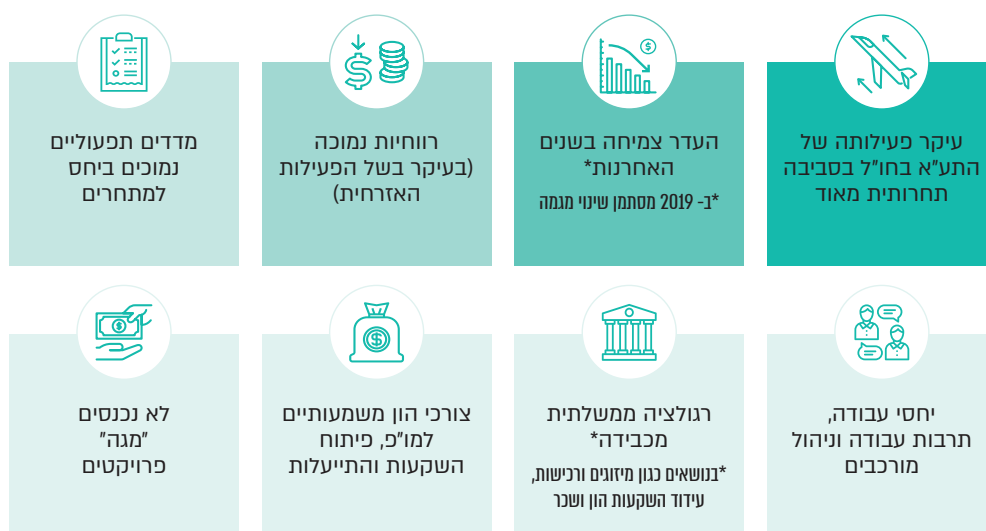 עיקר פעילותה של
התע"א בחו"ל בסביבה
תחרותית מאוד
העדר צמיחה בשנים
האחרונות*
*ב- 2019 מסתמן שינוי מגמה
רווחיות נמוכה
(בעיקר בשל הפעילות
האזרחית)
מדדים תפעוליים
נמוכים ביחס
למתחרים
יחסי עבודה,
תרבות עבודה וניהול
מורכבים
רגולציה ממשלתית
מכבידה*
*בנושאים כגון מיזוגים ורכישות,
עידוד השקעות הון ושכר
צורכי הון משמעותיים
למו"פ, פיתוח
השקעות והתייעלות
לא נכנסים
"מגה"
פרויקטים